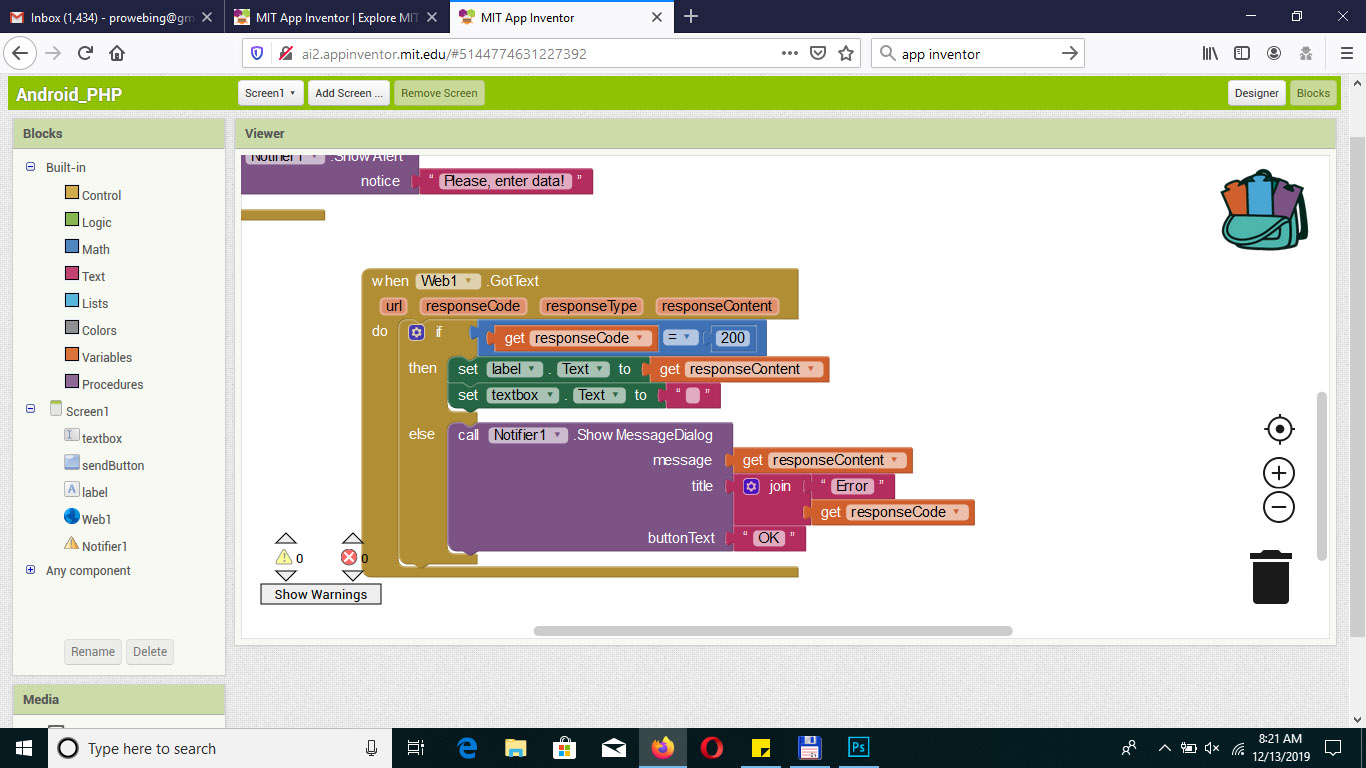 Inbox (1,434) - prowebing@gm
MIT App Inventor | Explore MIT
MIT App Inventor
ai2.appinventor.mit.edu/#5144774631227392
app inventor
Android_PHP
Screen1
Add Screen ...
Remove Screen
Designer
Blocks
Blocks
Viewer
Built-in
Control
Logic
Math
Text
Lists
Colors
Variables
Procedures
Screen1
textbox
sendButton
label
Web1
Notifier1
Any component
Rename
Delete
Media
Notifier1 .Show Alert
notice " Please, enter data! "
when Web1 .GotText
url responseCode responseType responseContent
do if get responseCode = 200
then set label . Text to get responseContent
set textbox . Text to " "
else call Notifier1 .Show MessageDialog
message get responseContent
title join " Error "
get responseCode
buttonText " OK "
0 0
Show Warnings
Type here to search
Ps
8:21 AM
12/13/2019